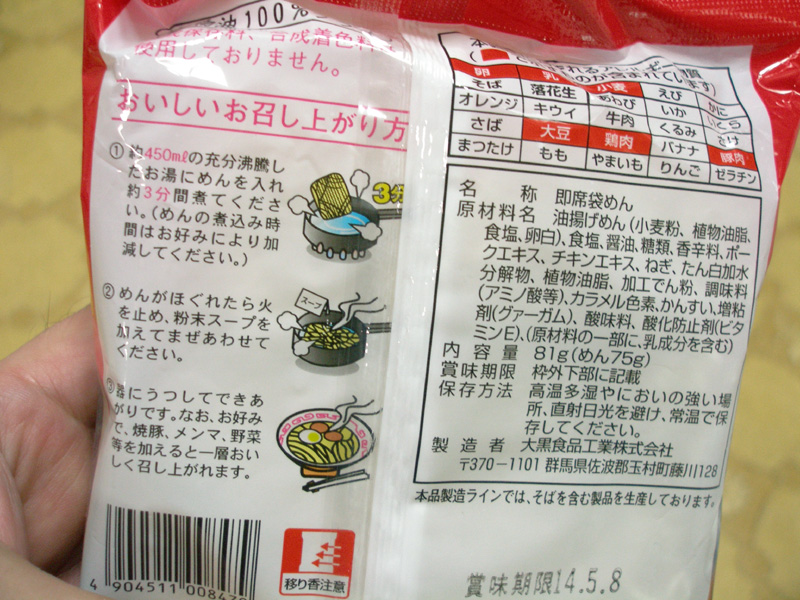 油100%
合成着色料
使用しておりません。
おいしいお召し上がり方
① 約450mlの充分沸騰し
たお湯にめんを入れ
約3分間煮てくださ
い。(めんの煮込み時
間はお好みにより加
減してください。)
3分
② めんがほぐれたら火
を止め、粉末スープを
加えてまぜあわせて
ください。
スープ
③ 器にうつしてできあ
がりです。なお、お好み
で、焼豚、メンマ、野菜
等を加えると一層おい
しく召し上がれます。
4 904511 00843
移り香注意
のが含まれています)
卵 乳 小麦
そば 落花生 あわび えび かに
オレンジ キウイ 牛肉 いか いくら
さば 大豆 鶏肉 くるみ さけ
まつたけ もも やまいも バナナ 豚肉
りんご ゼラチン
名 称 即席袋めん
原材料名 油揚げめん(小麦粉、植物油脂、
食塩、卵白)、食塩、醤油、糖類、香辛料、ポー
クエキス、チキンエキス、ねぎ、たん白加水
分解物、植物油脂、加工でん粉、調味料
(アミノ酸等)、カラメル色素、かんすい、増粘
剤(グァーガム)、酸味料、酸化防止剤(ビタ
ミンE)、(原材料の一部に、乳成分を含む)
内 容 量 81g(めん75g)
賞味期限 枠外下部に記載
保存方法 高温多湿やにおいの強い場
所、直射日光を避け、常温で保
存してください。
製 造 者 大黒食品工業株式会社
〒370-1101 群馬県佐波郡玉村町藤川128
本品製造ラインでは、そばを含む製品を生産しております。
賞味期限14.5.8